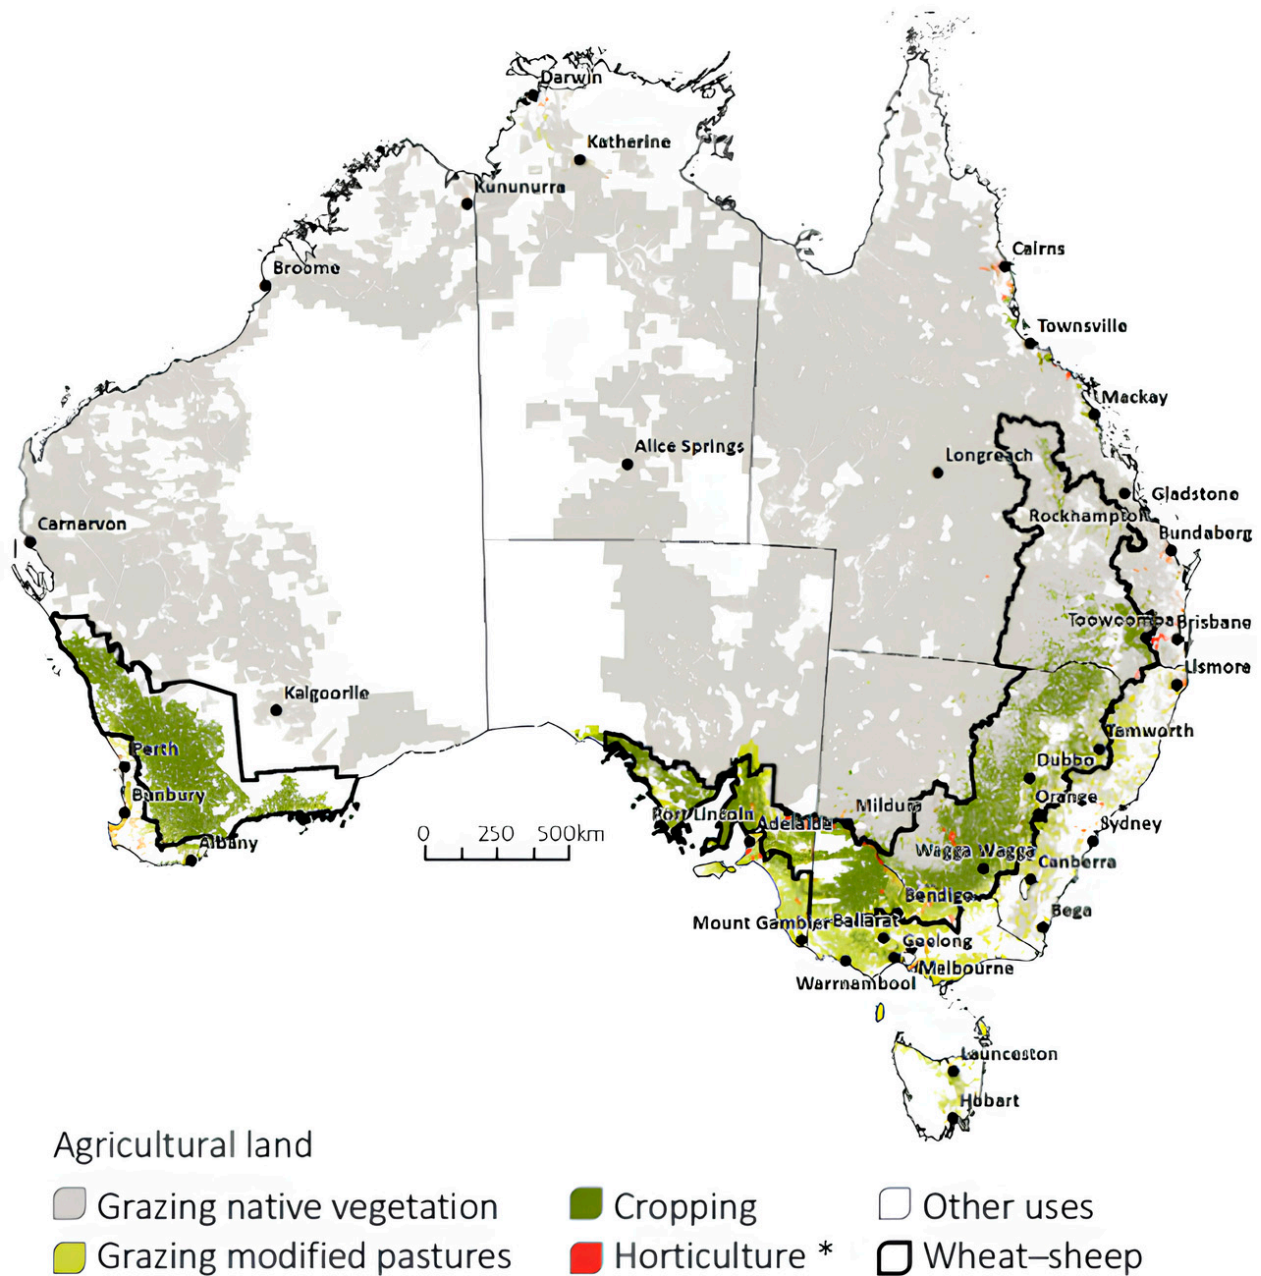 Darwin
Katherine
Kununurra
Broome
Cairns
Townsville
Mackay
Alice Springs
Longreach
Gladstone
Carnarvon
Rockhampton
Bundaberg
Toowoomba
Brisbane
Lismore
Kalgoorlie
Tamworth
Perth
Dubbo
Bunbury
Orange
Mildura
Port Lincoln
Adelaide
Sydney
0 250 500km
Albany
Wagga Wagga
Canberra
Bendigo
Bega
Mount Gambier
Ballarat
Geelong
Melbourne
Warrnambool
Launceston
Hobart
Agricultural land
Grazing native vegetation
Cropping
Other uses
Grazing modified pastures
Horticulture *
Wheat–sheep